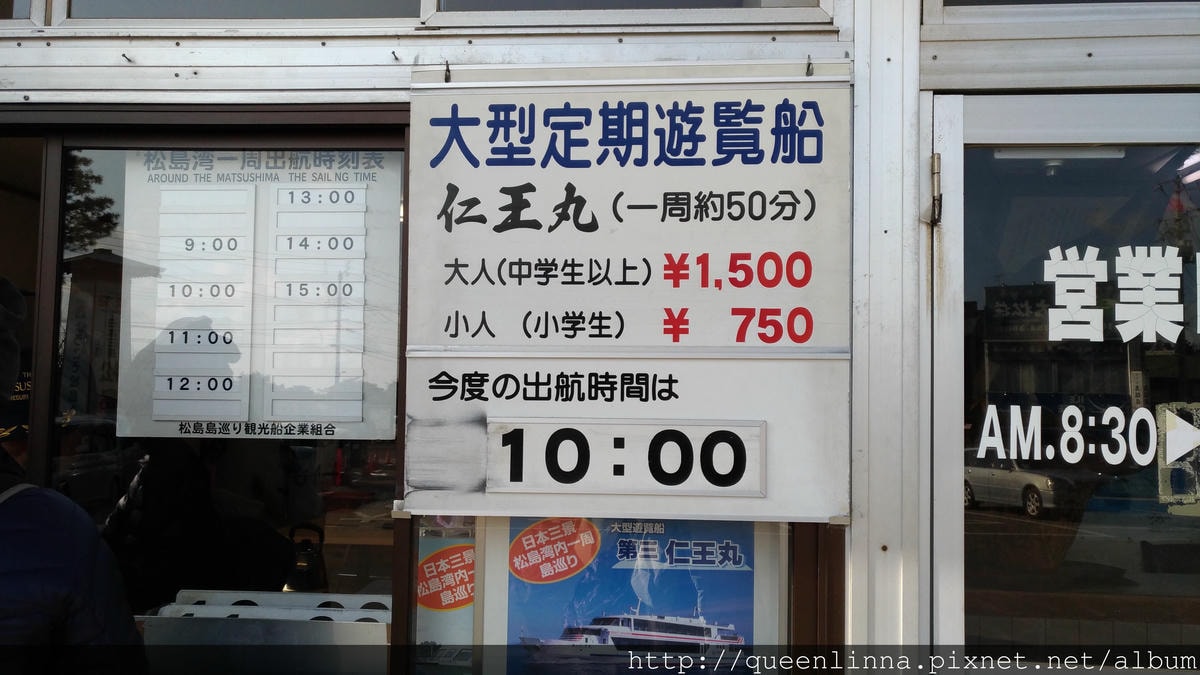 松島湾一周出航時刻表
AROUND THE MATSUSHIMA THE SAIL NG TIME
9:00
10:00
11:00
12:00
13:00
14:00
15:00
松島島巡り観光船企業組合
大型定期遊覧船
仁王丸(一周約50分)
大人(中学生以上) ¥1,500
小人 (小学生) ¥ 750
今度の出航時間は
10:00
日本三景
松島湾内一周
島巡り
日本三景
松島湾内一
島巡り
大型遊覧船
第三 仁王丸
営業
AM.8:30
http://queenlinna.pixnet.net/album